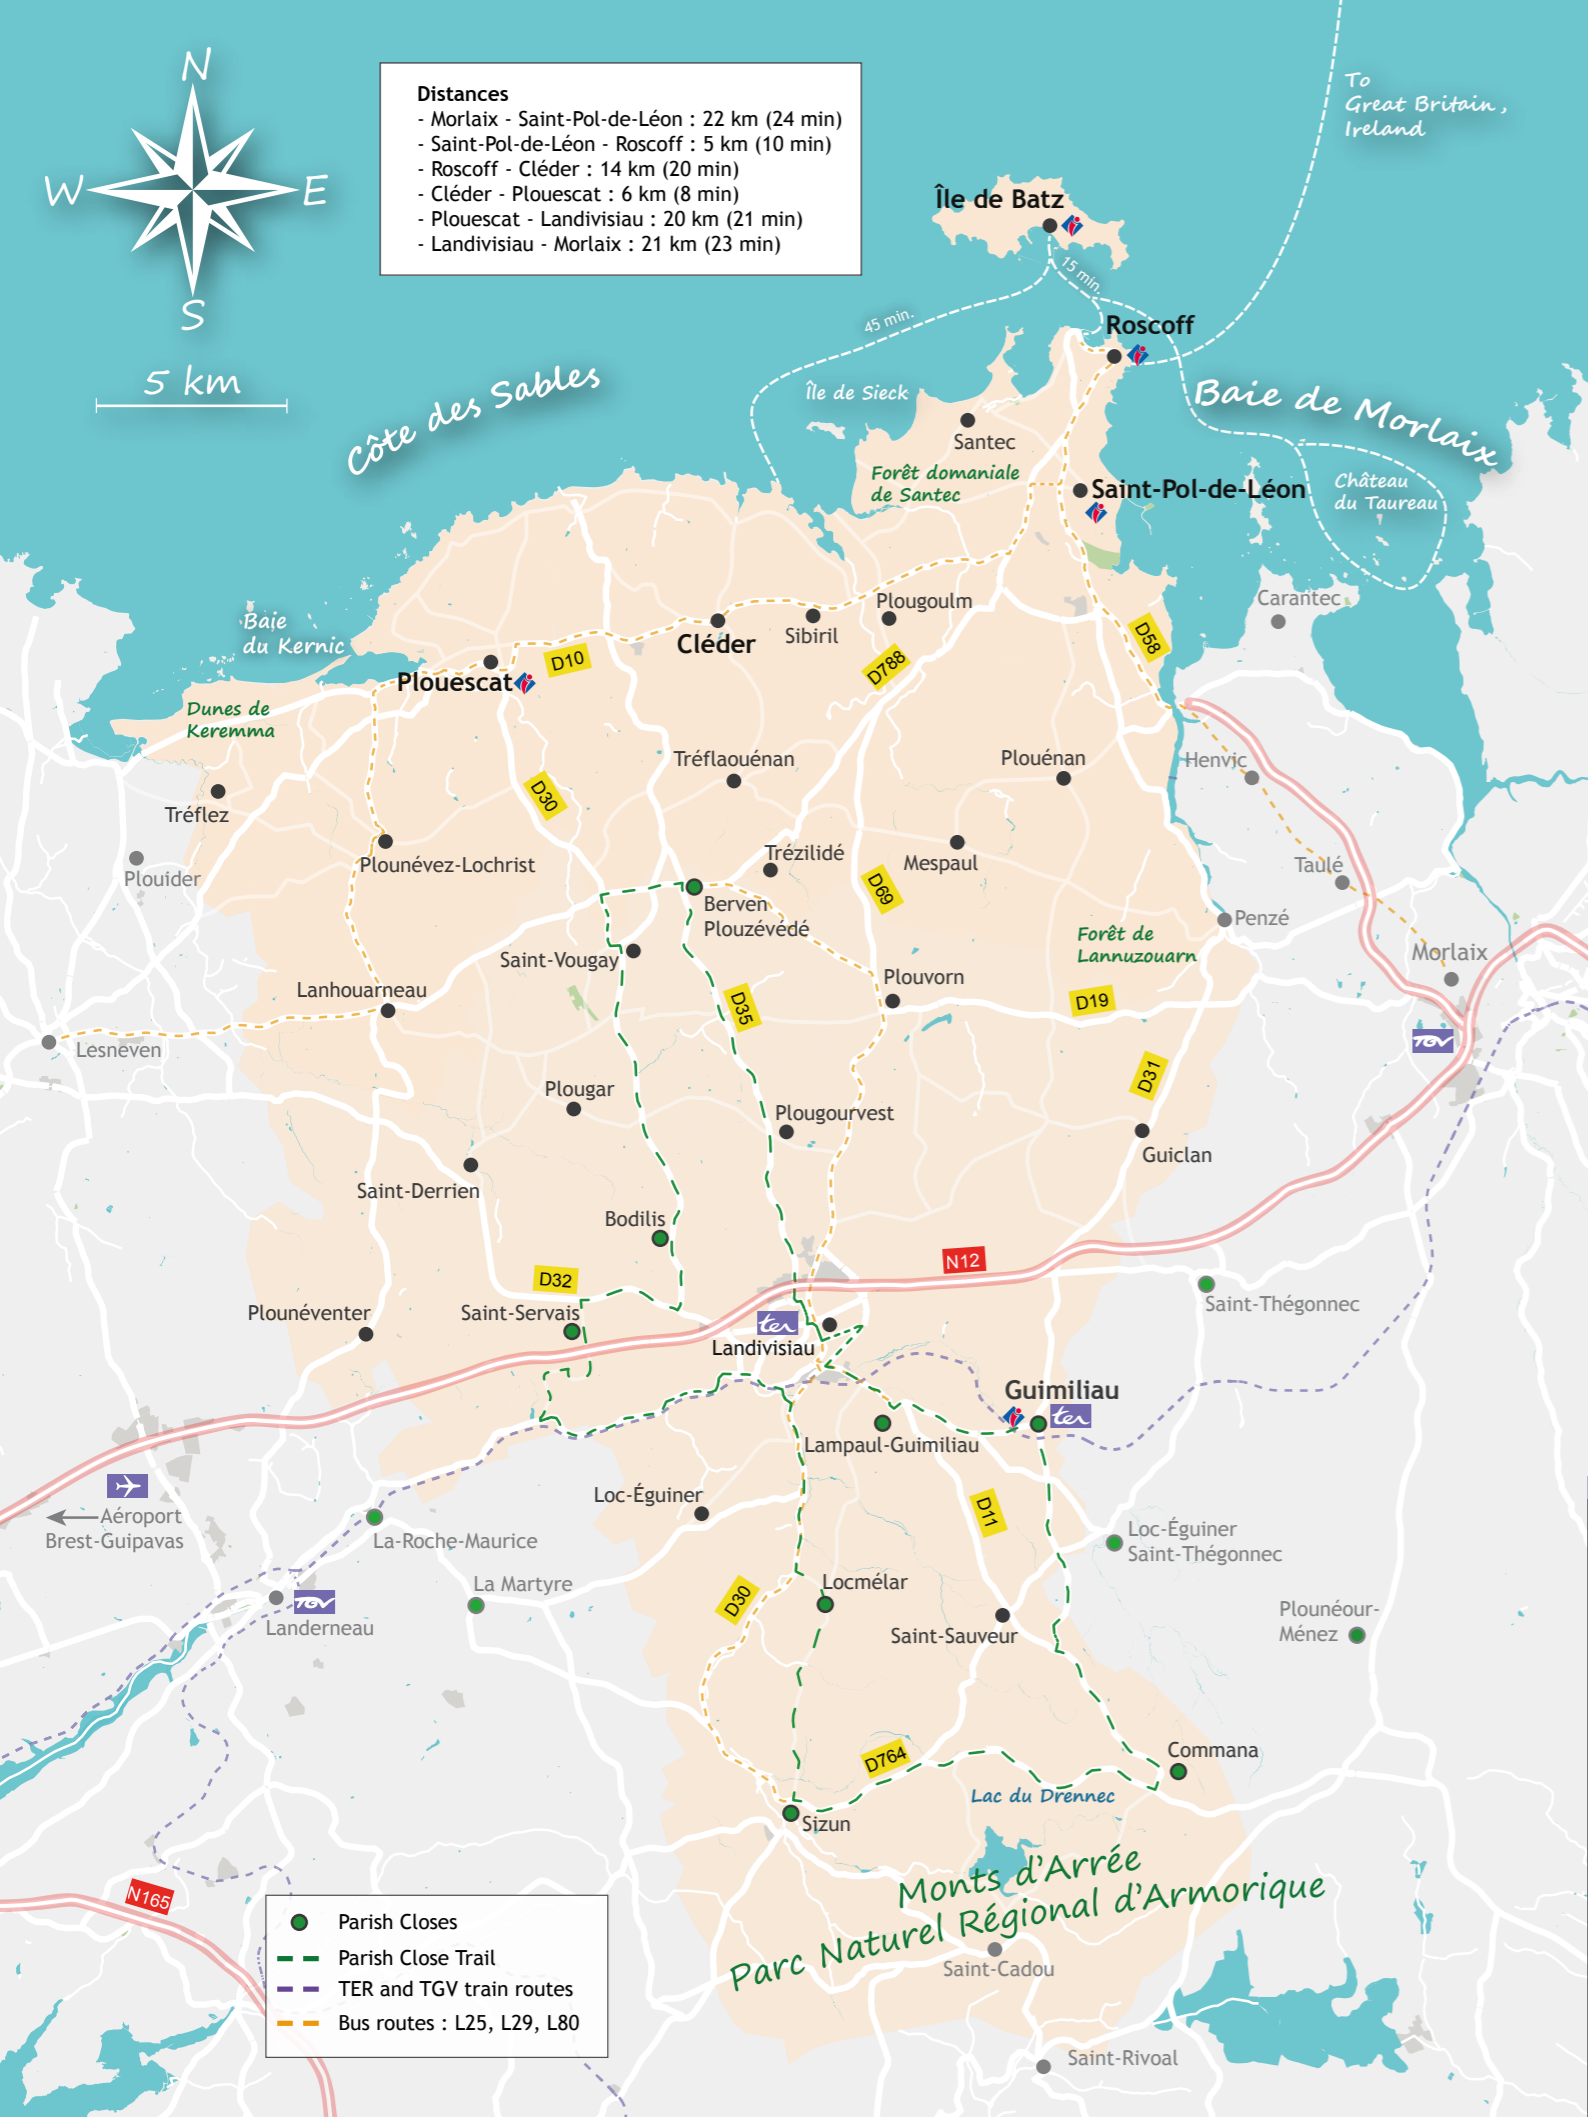 N
W
E
S
5 km
Distances
- Morlaix - Saint-Pol-de-Léon : 22 km (24 min)
- Saint-Pol-de-Léon - Roscoff : 5 km (10 min)
- Roscoff - Cléder : 14 km (20 min)
- Cléder - Plouescat : 6 km (8 min)
- Plouescat - Landivisiau : 20 km (21 min)
- Landivisiau - Morlaix : 21 km (23 min)
To
Great Britain,
Ireland
Île de Batz
15 min.
45 min.
Roscoff
Côte des Sables
Île de Sieck
Baie de Morlaix
Santec
Forêt domaniale
de Santec
Saint-Pol-de-Léon
Château
du Taureau
Carantec
Baie
du Kernic
Plougoulm
Sibiril
Cléder
D58
D10
D788
Plouescat
Dunes de
Keremma
Tréflaouénan
Plouénan
Henvic
D30
Tréflez
Plounévez-Lochrist
Plouider
Trézilidé
Mespaul
Taulé
D69
Berven
Plouzévédé
Penzé
Forêt de
Lannuzouarn
Saint-Vougay
Morlaix
Lanhouarneau
Plouvorn
D35
D19
TGV
Lesneven
Plougar
D31
Plougourvest
Guiclan
Saint-Derrien
Bodilis
N12
D32
Plounéventer
Saint-Servais
Saint-Thégonnec
ter
Landivisiau
Guimiliau
ter
Lampaul-Guimiliau
Loc-Éguiner
D11
Aéroport
Brest-Guipavas
La-Roche-Maurice
Loc-Éguiner
Saint-Thégonnec
La Martyre
Locmélar
D30
TGV
Landerneau
Saint-Sauveur
Plounéour-
Ménez
Commana
D764
Lac du Drennec
Sizun
Monts d'Arrée
Parc Naturel Régional d'Armorique
N165
Saint-Cadou
Saint-Rivoal
Parish Closes
Parish Close Trail
TER and TGV train routes
Bus routes : L25, L29, L80